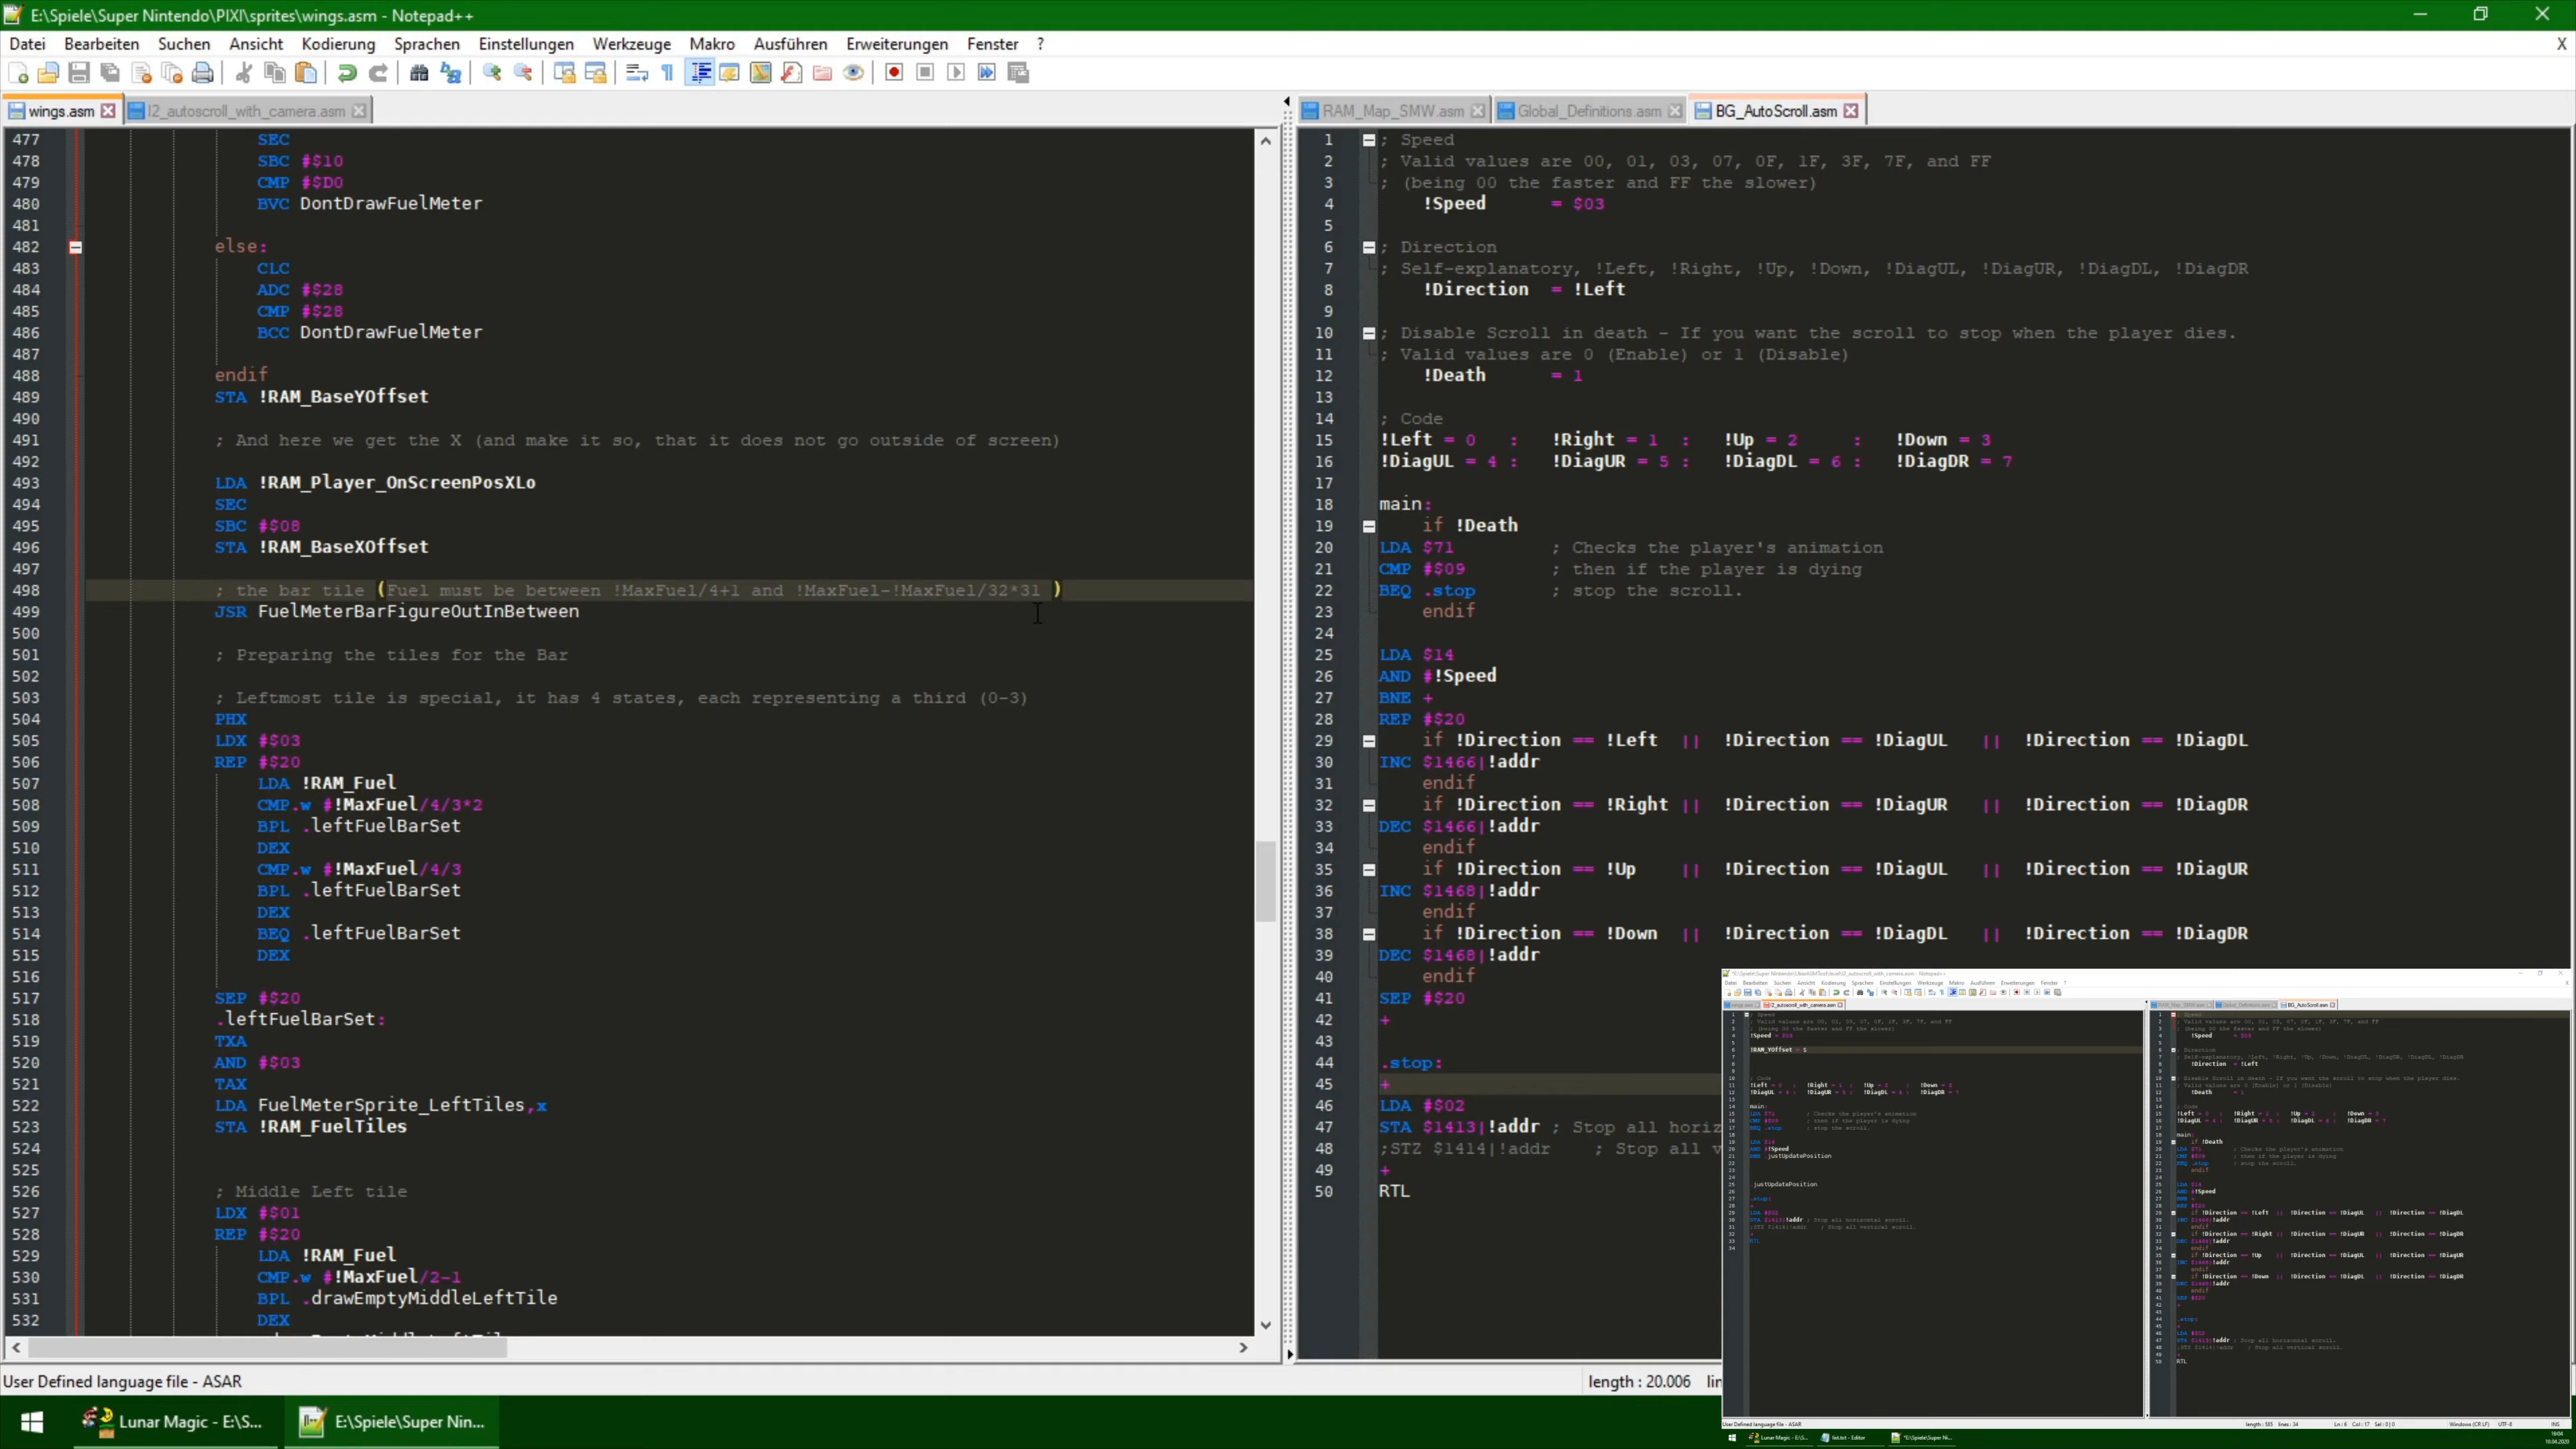 E:\Spiele\Super Nintendo\PIXI\sprites\wings.asm - Notepad++
Datei Bearbeiten Suchen Ansicht Kodierung Sprachen Einstellungen Werkzeuge Makro Ausführen Erweiterungen Fenster ? X
wings.asm l2_autoscroll_with_camera.asm
477 SEC
478 SBC #$10
479 CMP #$D0
480 BVC DontDrawFuelMeter
481
482 else:
483 CLC
484 ADC #$28
485 CMP #$28
486 BCC DontDrawFuelMeter
487
488 endif
489 STA !RAM_BaseYOffset
490
491 ; And here we get the X (and make it so, that it does not go outside of screen)
492
493 LDA !RAM_Player_OnScreenPosXLo
494 SEC
495 SBC #$08
496 STA !RAM_BaseXOffset
497
498 ; the bar tile (Fuel must be between !MaxFuel/4+1 and !MaxFuel-!MaxFuel/32*31 )
499 JSR FuelMeterBarFigureOutInBetween
500
501 ; Preparing the tiles for the Bar
502
503 ; Leftmost tile is special, it has 4 states, each representing a third (0-3)
504 PHX
505 LDX #$03
506 REP #$20
507 LDA !RAM_Fuel
508 CMP.w #!MaxFuel/4/3*2
509 BPL .leftFuelBarSet
510 DEX
511 CMP.w #!MaxFuel/4/3
512 BPL .leftFuelBarSet
513 DEX
514 BEQ .leftFuelBarSet
515 DEX
516
517 SEP #$20
518 .leftFuelBarSet:
519 TXA
520 AND #$03
521 TAX
522 LDA FuelMeterSprite_LeftTiles,x
523 STA !RAM_FuelTiles
524
525
526 ; Middle Left tile
527 LDX #$01
528 REP #$20
529 LDA !RAM_Fuel
530 CMP.w #!MaxFuel/2-1
531 BPL .drawEmptyMiddleLeftTile
532 DEX
RAM_Map_SMW.asm Global_Definitions.asm BG_AutoScroll.asm
1 ; Speed
2 ; Valid values are 00, 01, 03, 07, 0F, 1F, 3F, 7F, and FF
3 ; (being 00 the faster and FF the slower)
4 !Speed = $03
5
6 ; Direction
7 ; Self-explanatory, !Left, !Right, !Up, !Down, !DiagUL, !DiagUR, !DiagDL, !DiagDR
8 !Direction = !Left
9
10 ; Disable Scroll in death - If you want the scroll to stop when the player dies.
11 ; Valid values are 0 (Enable) or 1 (Disable)
12 !Death = 1
13
14 ; Code
15 !Left = 0 : !Right = 1 : !Up = 2 : !Down = 3
16 !DiagUL = 4 : !DiagUR = 5 : !DiagDL = 6 : !DiagDR = 7
17
18 main:
19 if !Death
20 LDA $71 ; Checks the player's animation
21 CMP #$09 ; then if the player is dying
22 BEQ .stop ; stop the scroll.
23 endif
24
25 LDA $14
26 AND #!Speed
27 BNE +
28 REP #$20
29 if !Direction == !Left || !Direction == !DiagUL || !Direction == !DiagDL
30 INC $1466|!addr
31 endif
32 if !Direction == !Right || !Direction == !DiagUR || !Direction == !DiagDR
33 DEC $1466|!addr
34 endif
35 if !Direction == !Up || !Direction == !DiagUL || !Direction == !DiagUR
36 INC $1468|!addr
37 endif
38 if !Direction == !Down || !Direction == !DiagDL || !Direction == !DiagDR
39 DEC $1468|!addr
40 endif
41 SEP #$20
42 +
43
44 .stop:
45 +
46 LDA #$02
47 STA $1413|!addr ; Stop all horiz
48 ;STZ $1414|!addr ; Stop all v
49 +
50 RTL
User Defined language file - ASAR
length : 20.006 lin
Lunar Magic - E:\S... E:\Spiele\Super Nin...